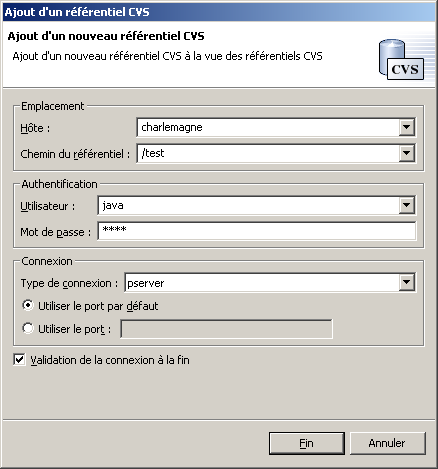 Ajout d'un référentiel CVS
Ajout d'un nouveau référentiel CVS
Ajout d'un nouveau référentiel CVS à la vue des référentiels CVS
CVS
Emplacement
Hôte : charlemagne
Chemin du référentiel : /test
Authentification
Utilisateur : java
Mot de passe : ****
Connexion
Type de connexion : pserver
Utiliser le port par défaut
Utiliser le port :
Validation de la connexion à la fin
Fin Annuler